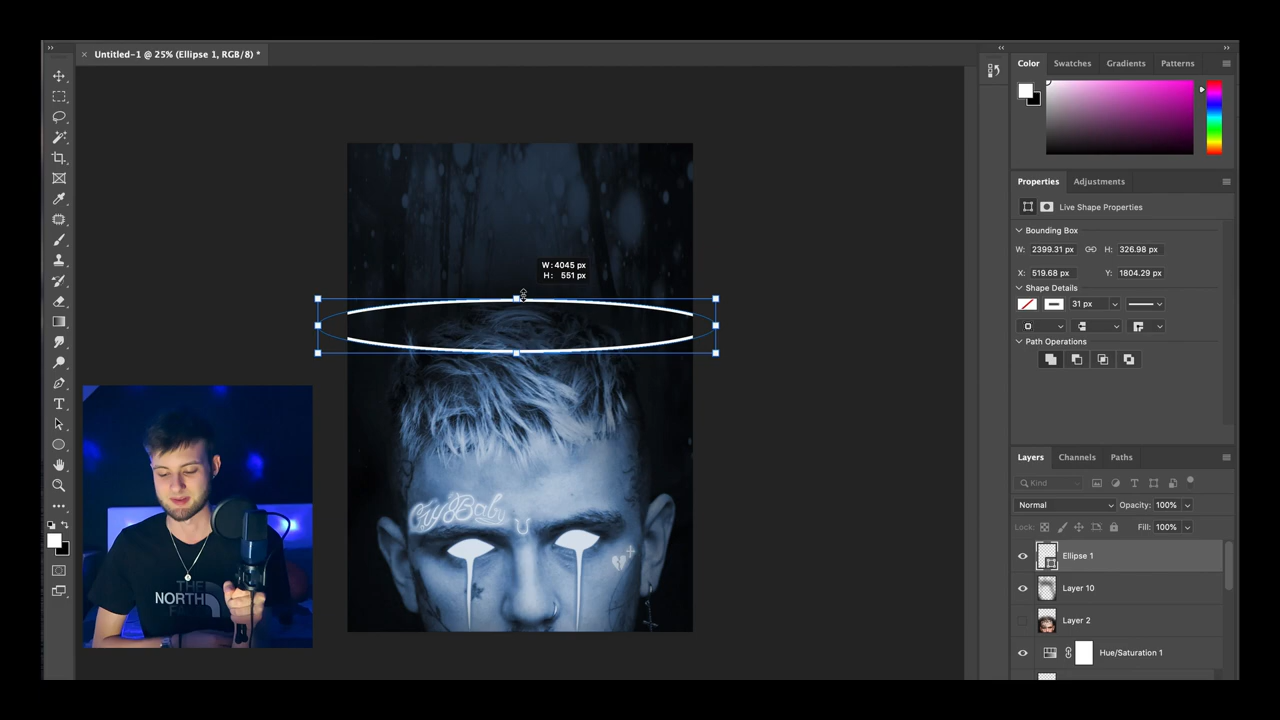 Untitled-1 @ 25% (Ellipse 1, RGB/8) *
Color
Swatches
Gradients
Patterns
Properties
Adjustments
Live Shape Properties
Bounding Box
W: 2399.31 px
H: 326.98 px
X: 519.68 px
Y: 1804.29 px
Shape Details
31 px
Path Operations
W: 4045 px
H: 551 px
CryBaby
THE
NORTH
Layers
Channels
Paths
Kind
Normal
Opacity: 100%
Lock:
Fill: 100%
Ellipse 1
Layer 10
Layer 2
Hue/Saturation 1